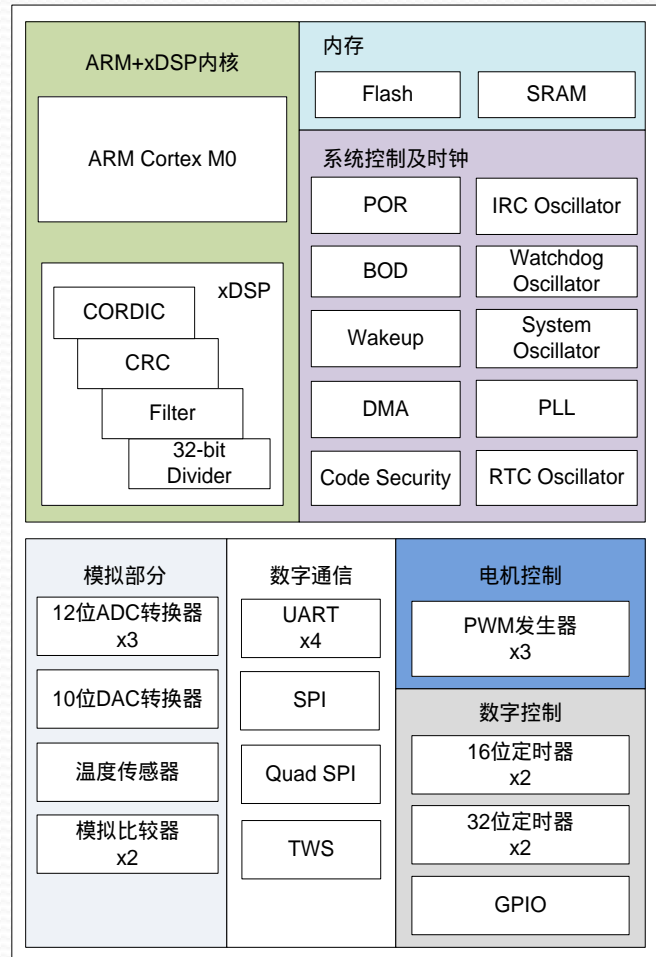 ARM+xDSP内核
ARM Cortex M0
xDSP
CORDIC
CRC
Filter
32-bit
Divider
内存
Flash
SRAM
系统控制及时钟
POR
IRC Oscillator
BOD
Watchdog
Oscillator
Wakeup
System
Oscillator
DMA
PLL
Code Security
RTC Oscillator
模拟部分
12位ADC转换器
x3
10位DAC转换器
温度传感器
模拟比较器
x2
数字通信
UART
x4
SPI
Quad SPI
TWS
电机控制
PWM发生器
x3
数字控制
16位定时器
x2
32位定时器
x2
GPIO